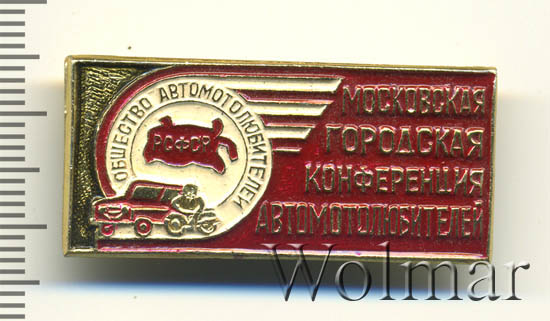 ОБЩЕСТВО АВТОМОТОЛЮБИТЕЛЕЙ
РСФСР
МОСКОВСКАЯ
ГОРОДСКАЯ
КОНФЕРЕНЦИЯ
АВТОМОТОЛЮБИТЕЛЕЙ
Wolmar